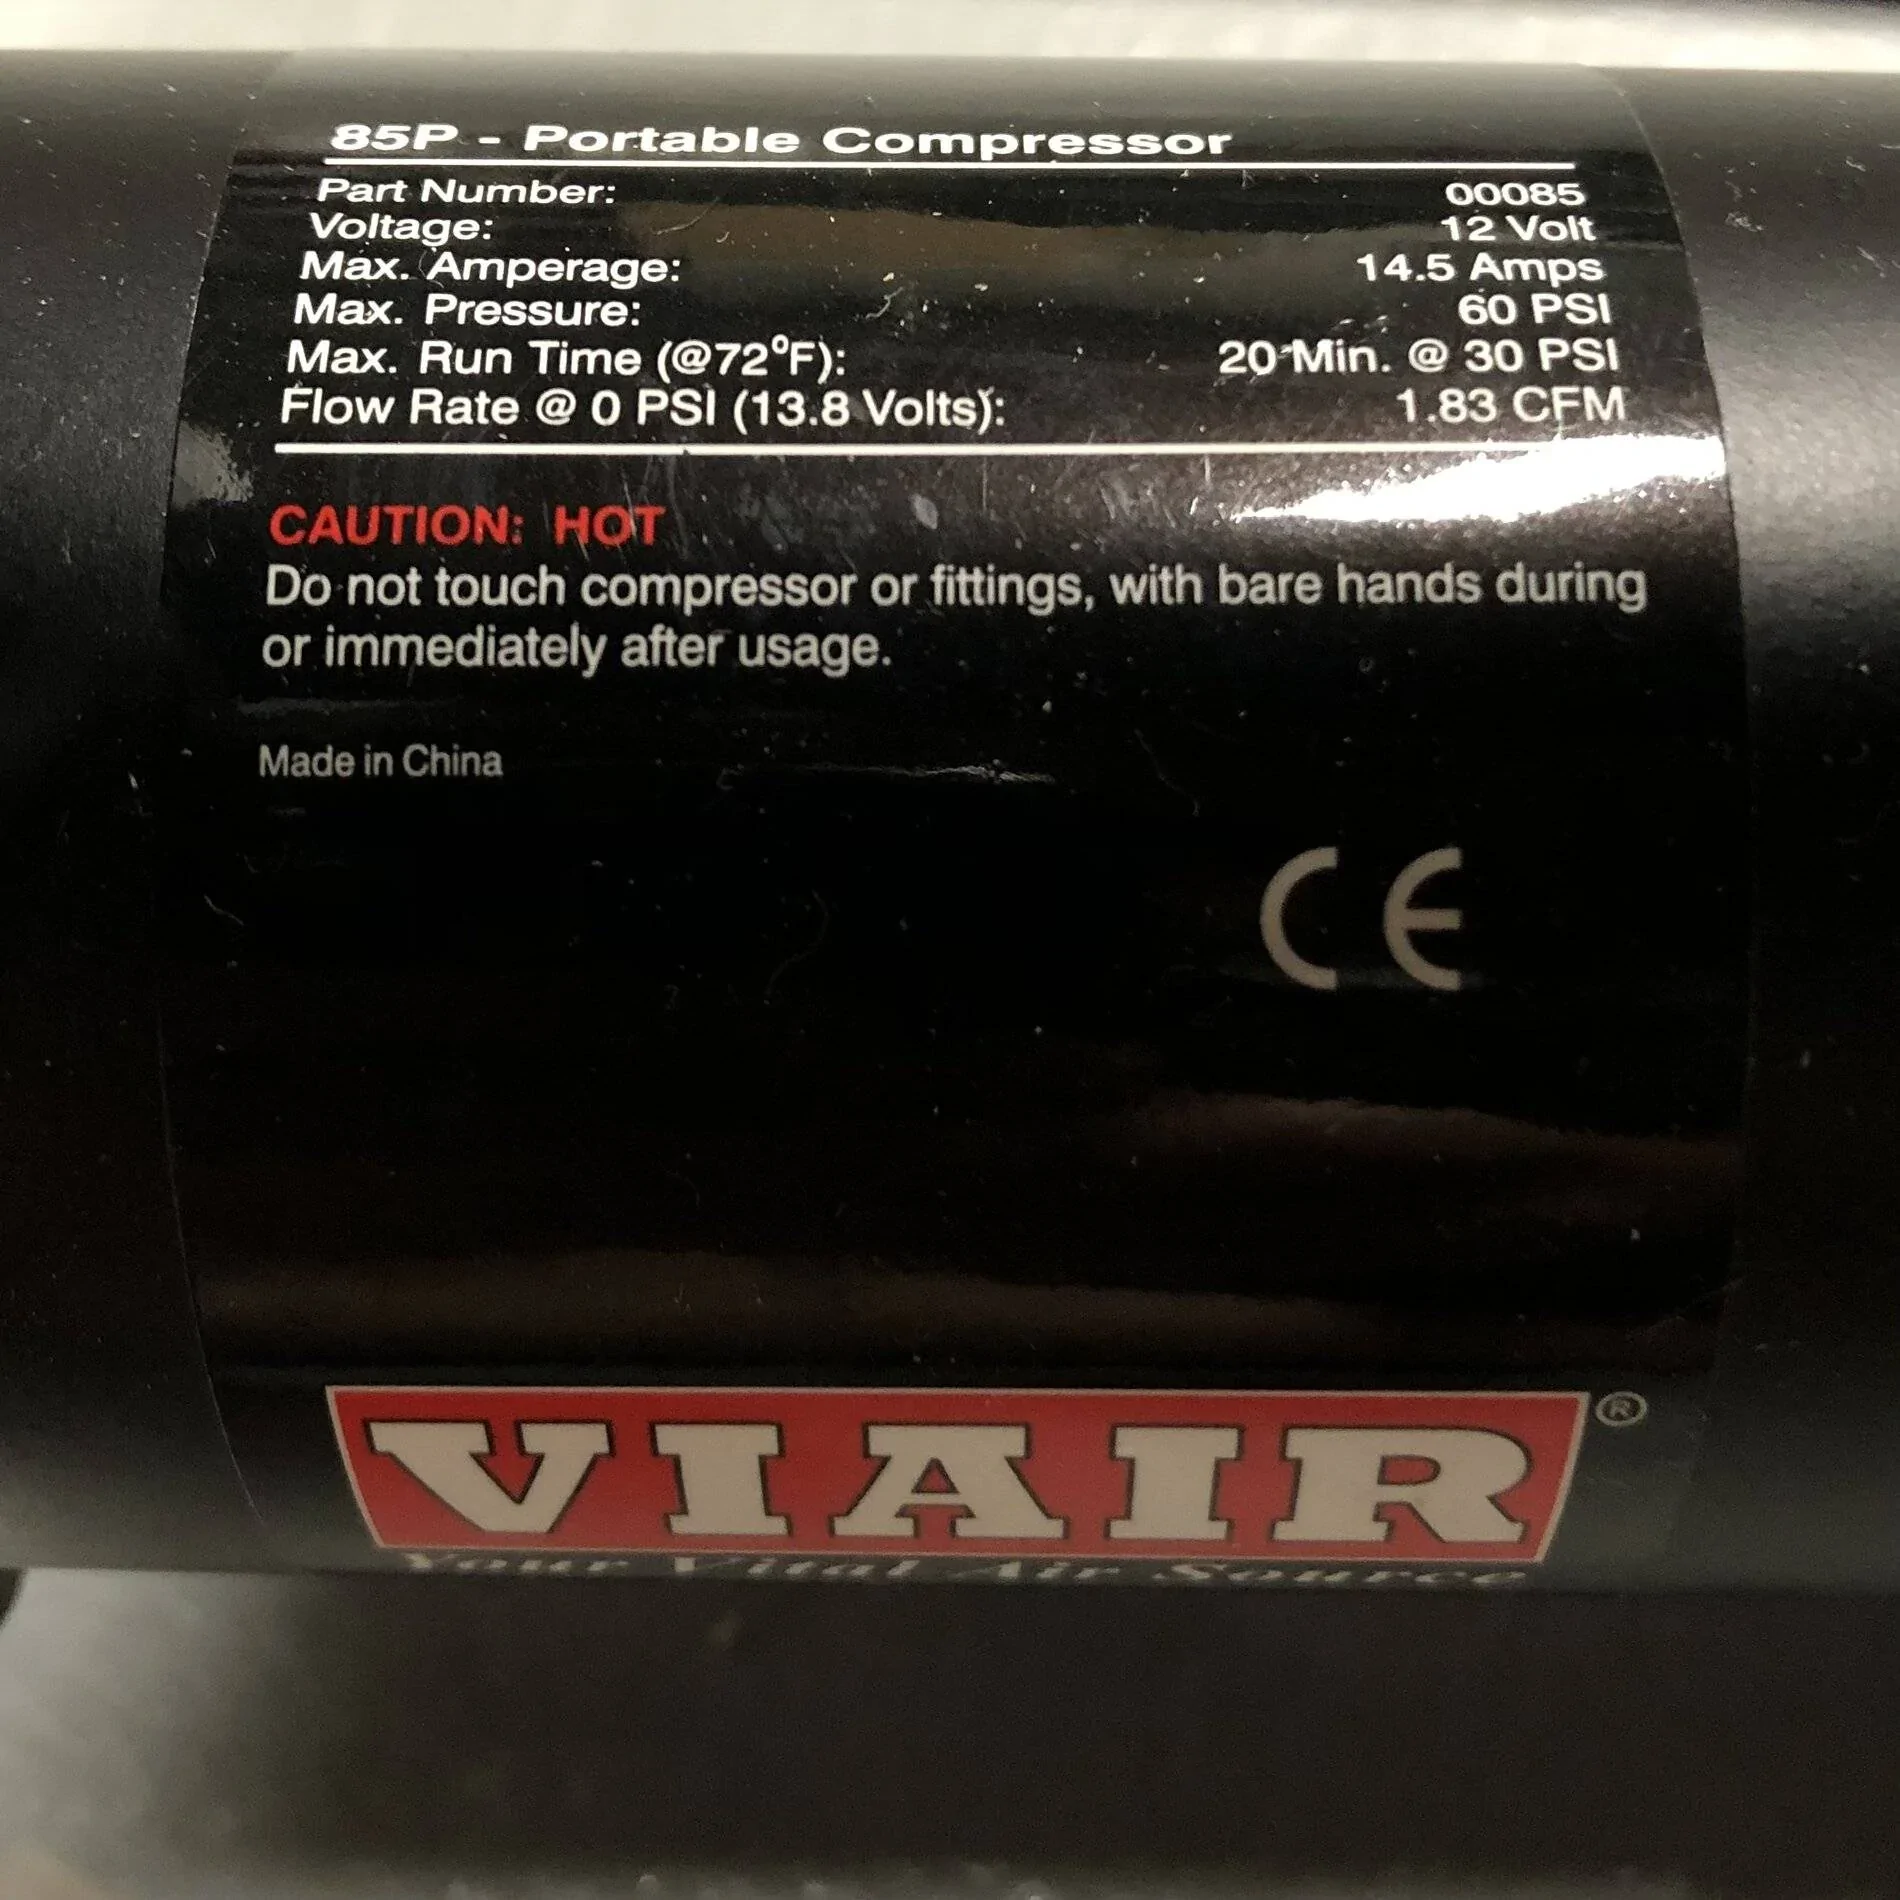 85P - Portable Compressor
Part Number: 00085
Voltage: 12 Volt
Max. Amperage: 14.5 Amps
Max. Pressure: 60 PSI
Max. Run Time (@72°F): 20 Min. @ 30 PSI
Flow Rate @ 0 PSI (13.8 Volts): 1.83 CFM
CAUTION: HOT
Do not touch compressor or fittings, with bare hands during
or immediately after usage.
Made in China
CE
VIAIR®
Your Vital Air Source